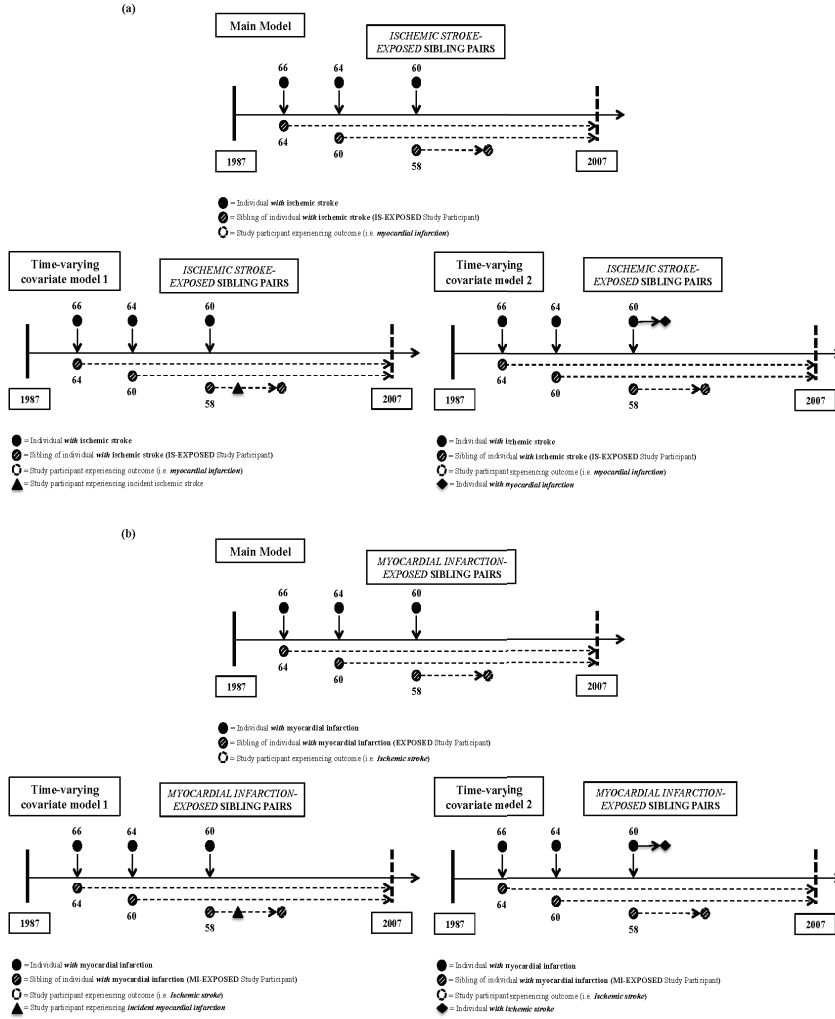 (a)
Main Model
ISCHEMIC STROKE-
EXPOSED SIBLING PAIRS
66 64 60
64
60
58
1987
2007
= Individual with ischemic stroke
= Sibling of individual with ischemic stroke (IS-EXPOSED Study Participant)
= Study participant experiencing outcome (i.e. myocardial infarction)
Time-varying
covariate model 1
ISCHEMIC STROKE-
EXPOSED SIBLING PAIRS
66 64 60
64
60
58
1987
2007
= Individual with ischemic stroke
= Sibling of individual with ischemic stroke (IS-EXPOSED Study Participant)
= Study participant experiencing outcome (i.e. myocardial infarction)
= Study participant experiencing incident ischemic stroke
Time-varying
covariate model 2
ISCHEMIC STROKE-
EXPOSED SIBLING PAIRS
66 64 60
64
60
58
1987
2007
= Individual with ischemic stroke
= Sibling of individual with ischemic stroke (IS-EXPOSED Study Participant)
= Study participant experiencing outcome (i.e. myocardial infarction)
= Individual with myocardial infarction
(b)
Main Model
MYOCARDIAL INFARCTION-
EXPOSED SIBLING PAIRS
66 64 60
64
60
58
1987
2007
= Individual with myocardial infarction
= Sibling of individual with myocardial infarction (EXPOSED Study Participant)
= Study participant experiencing outcome (i.e. Ischemic stroke)
Time-varying
covariate model 1
MYOCARDIAL INFARCTION-
EXPOSED SIBLING PAIRS
66 64 60
64
60
58
1987
2007
= Individual with myocardial infarction
= Sibling of individual with myocardial infarction (MI-EXPOSED Study Participant)
= Study participant experiencing outcome (i.e. Ischemic stroke)
= Study participant experiencing incident myocardial infarction
Time-varying
covariate model 2
MYOCARDIAL INFARCTION-
EXPOSED SIBLING PAIRS
66 64 60
64
60
58
1987
2007
= Individual with myocardial infarction
= Sibling of individual with myocardial infarction (MI-EXPOSED Study Participant)
= Study participant experiencing outcome (i.e. Ischemic stroke)
= Individual with ischemic stroke